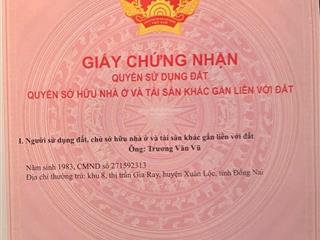 GIẤY CHỨNG NHẬN
QUYỀN SỬ DỤNG ĐẤT
QUYỀN SỞ HỮU NHÀ Ở VÀ TÀI SẢN KHÁC GẮN LIỀN VỚI ĐẤT
I. Người sử dụng đất, chủ sở hữu nhà ở và tài sản khác gắn liền với đất
Ông: Trương Văn Vũ
Năm sinh 1983, CMND số 271592313
Địa chỉ thường trú: khu 8, thị trấn Gia Ray, huyện Xuân Lộc, tỉnh Đồng Nai